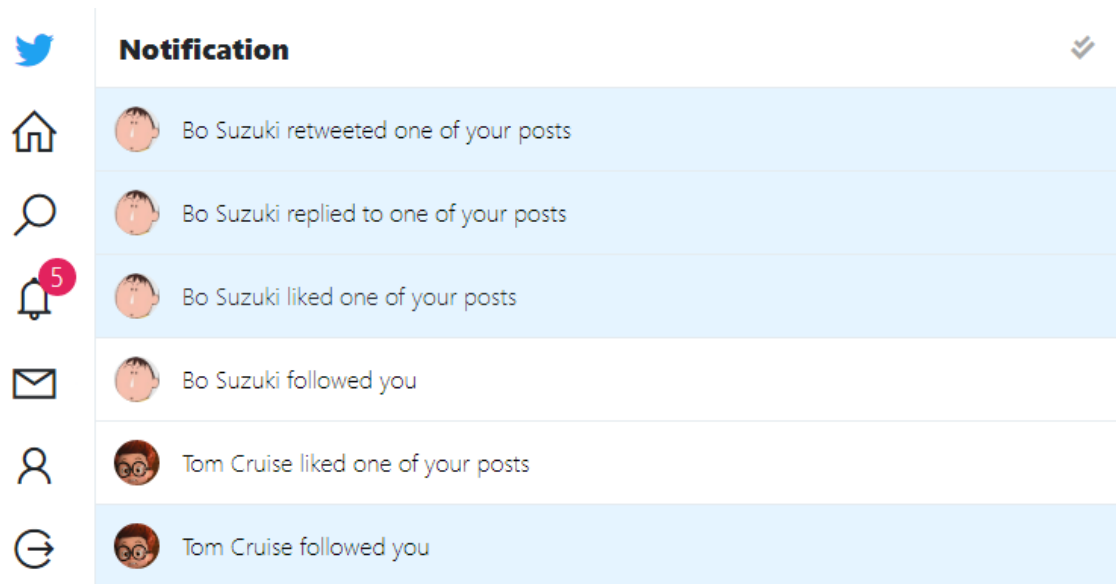 Notification
Bo Suzuki retweeted one of your posts
Bo Suzuki replied to one of your posts
5
Bo Suzuki liked one of your posts
Bo Suzuki followed you
Tom Cruise liked one of your posts
Tom Cruise followed you